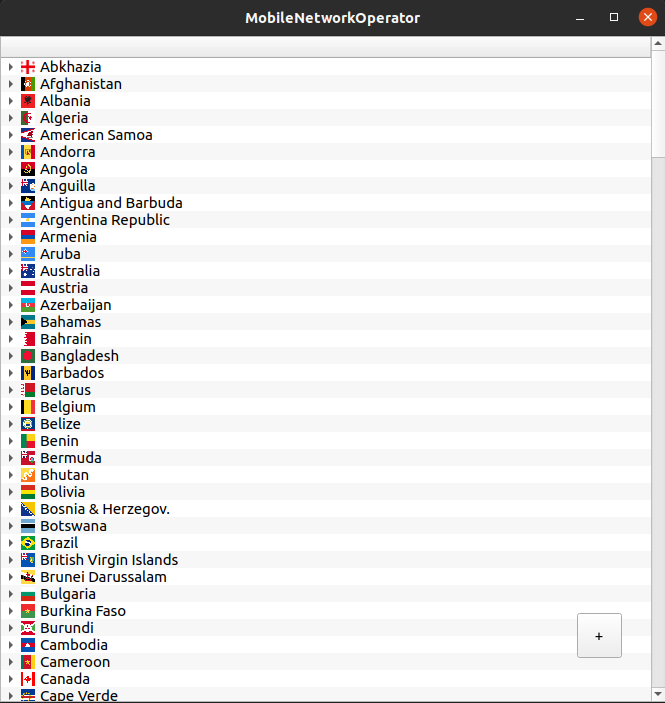 MobileNetworkOperator
Abkhazia
Afghanistan
Albania
Algeria
American Samoa
Andorra
Angola
Anguilla
Antigua and Barbuda
Argentina Republic
Armenia
Aruba
Australia
Austria
Azerbaijan
Bahamas
Bahrain
Bangladesh
Barbados
Belarus
Belgium
Belize
Benin
Bermuda
Bhutan
Bolivia
Bosnia & Herzegov.
Botswana
Brazil
British Virgin Islands
Brunei Darussalam
Bulgaria
Burkina Faso
Burundi
+
Cambodia
Cameroon
Canada
Cape Verde